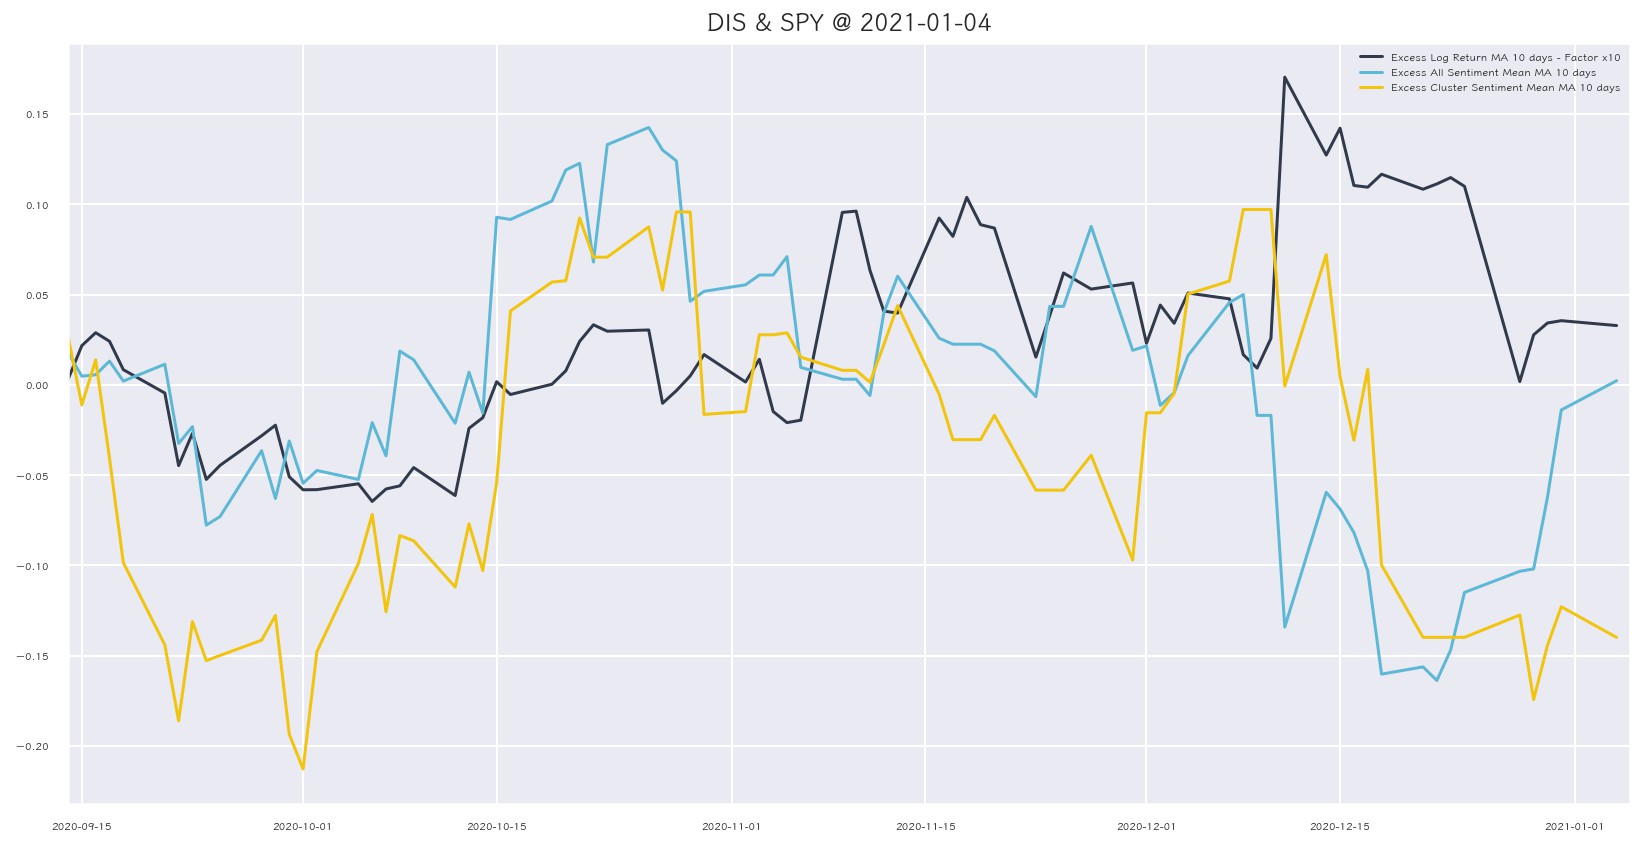 DIS & SPY @ 2021-01-04
Excess Log Return MA 10 days - Factor x10
Excess All Sentiment Mean MA 10 days
Excess Cluster Sentiment Mean MA 10 days
0.15
0.10
0.05
0.00
−0.05
−0.10
−0.15
−0.20
2020-09-15 2020-10-01 2020-10-15 2020-11-01 2020-11-15 2020-12-01 2020-12-15 2021-01-01